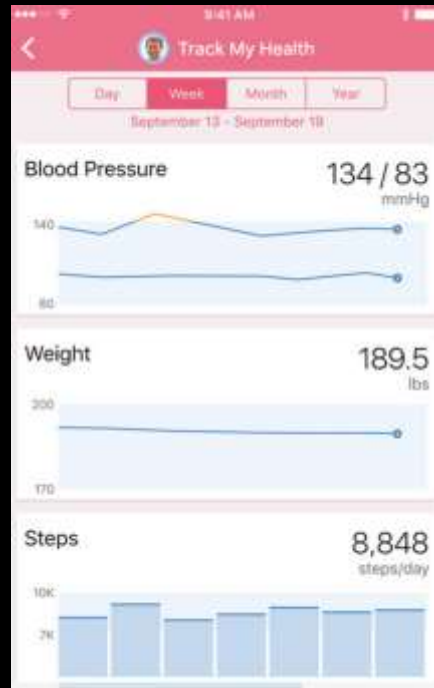 9:41 AM
Track My Health
Day Week Month Year
September 13 - September 19
Blood Pressure
134 / 83
mmHg
140
80
Weight
189.5
lbs
200
170
Steps
8,848
steps/day
10K
7K